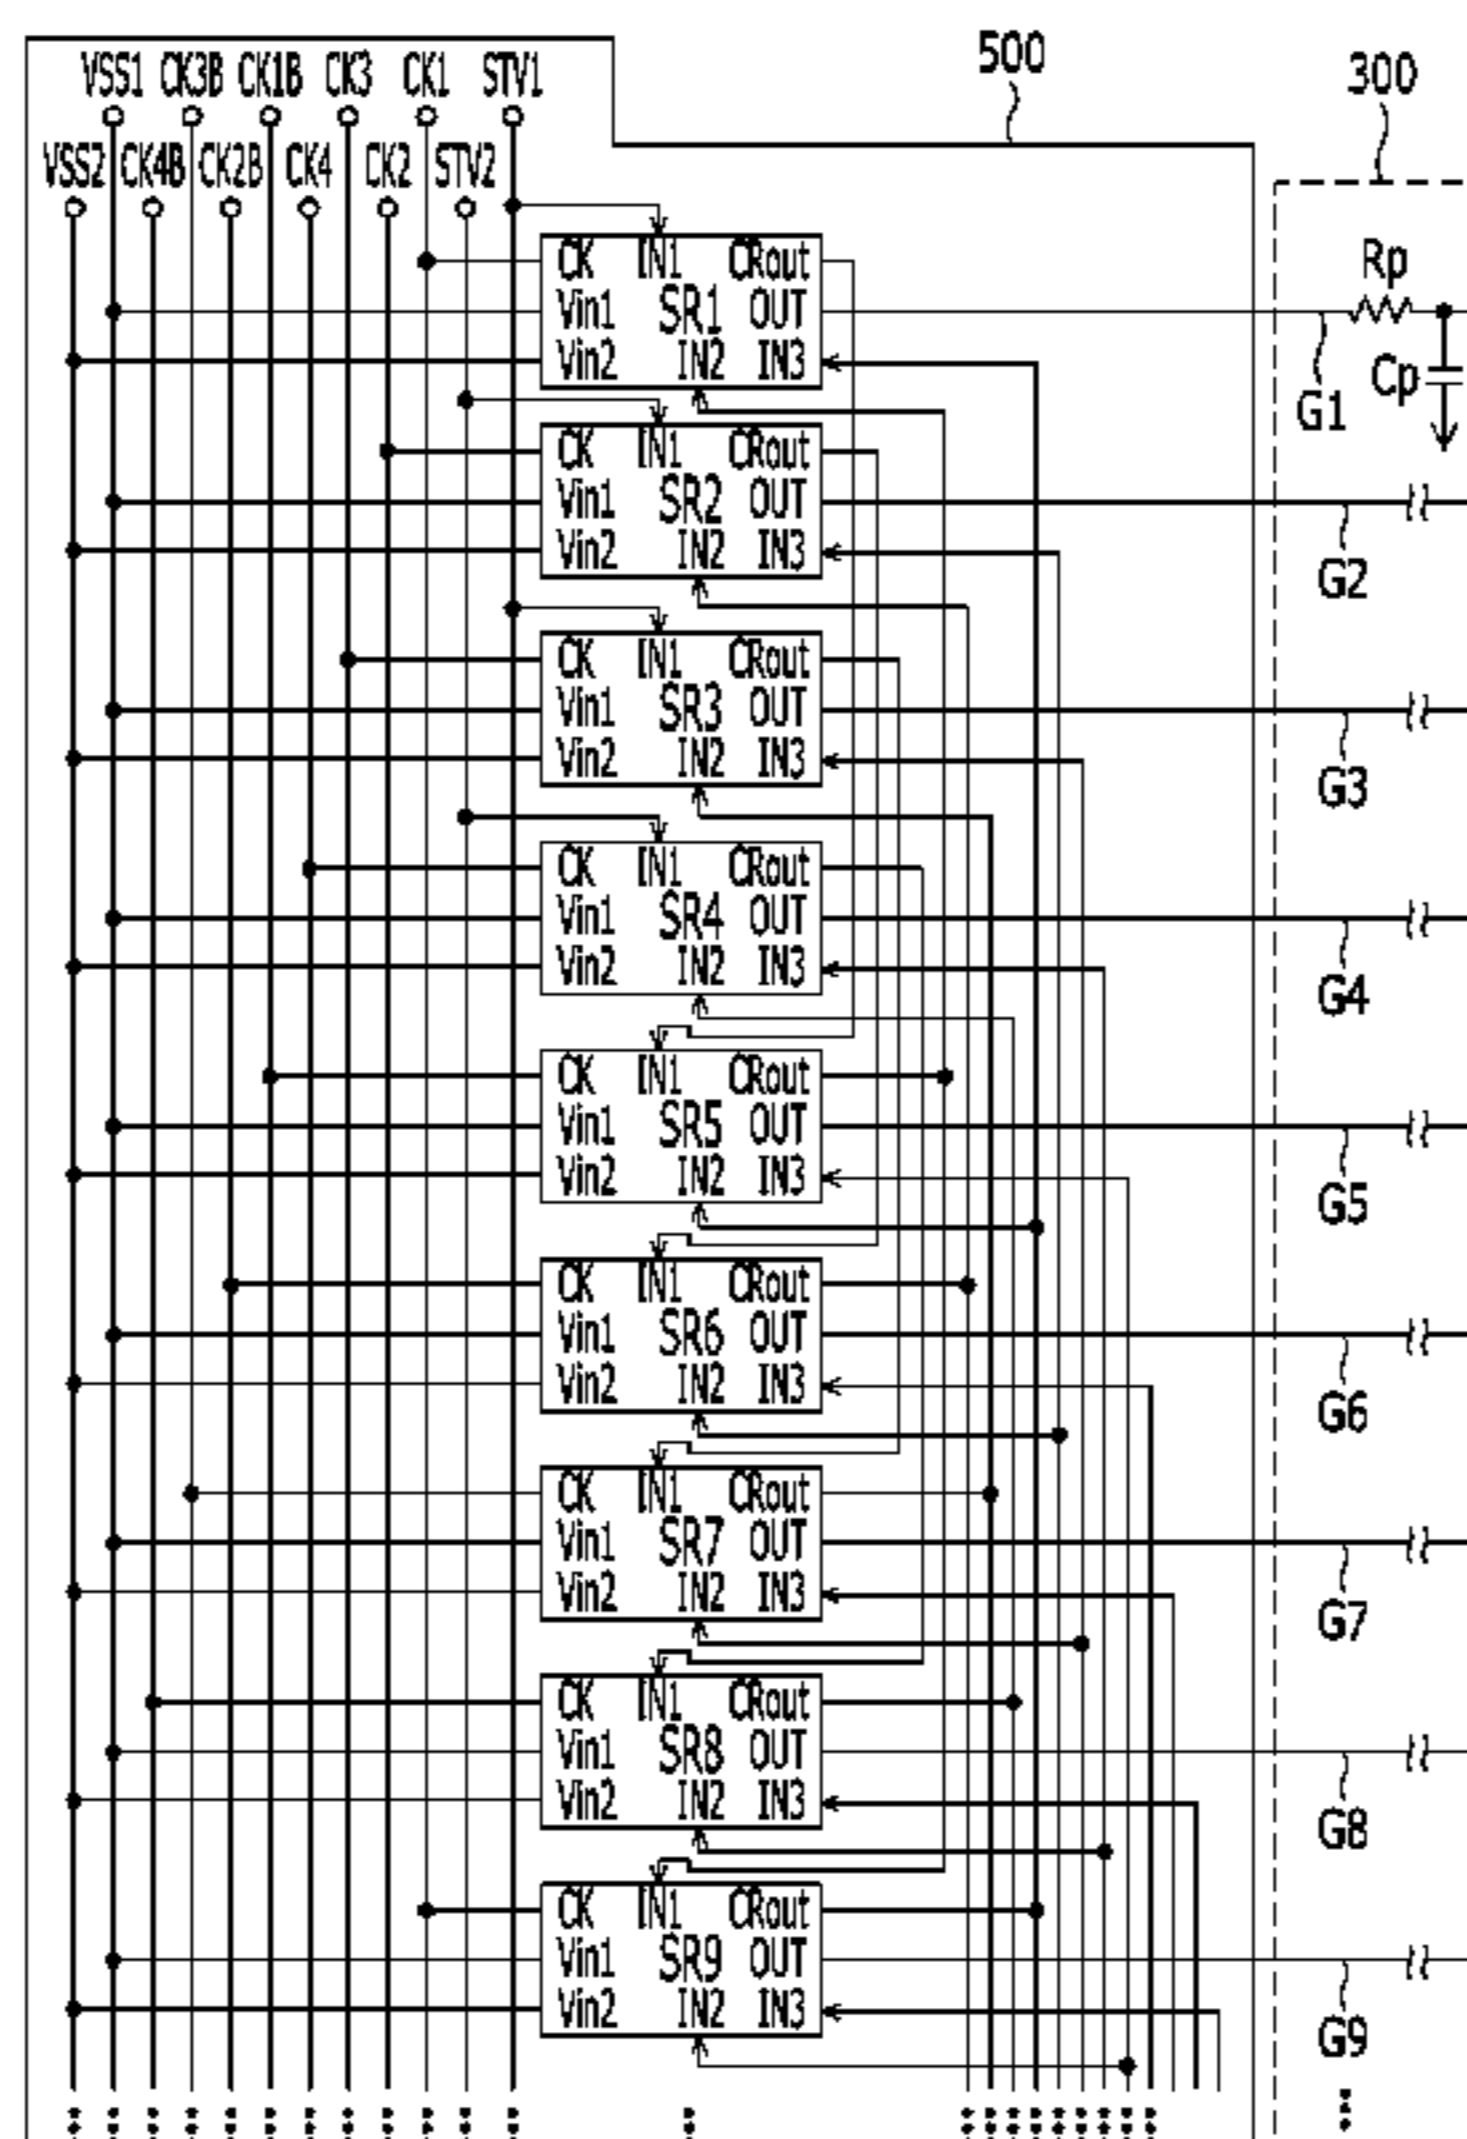 500
300
VSS1 CK3B CK1B CK3 CK1 STV1
VSS2 CK4B CK2B CK4 CK2 STV2
CK IN1 CRout
Vin1 SR1 OUT
Vin2 IN2 IN3
Rp
Cp
G1
CK IN1 CRout
Vin1 SR2 OUT
Vin2 IN2 IN3
G2
CK IN1 CRout
Vin1 SR3 OUT
Vin2 IN2 IN3
G3
CK IN1 CRout
Vin1 SR4 OUT
Vin2 IN2 IN3
G4
CK IN1 CRout
Vin1 SR5 OUT
Vin2 IN2 IN3
G5
CK IN1 CRout
Vin1 SR6 OUT
Vin2 IN2 IN3
G6
CK IN1 CRout
Vin1 SR7 OUT
Vin2 IN2 IN3
G7
CK IN1 CRout
Vin1 SR8 OUT
Vin2 IN2 IN3
G8
CK IN1 CRout
Vin1 SR9 OUT
Vin2 IN2 IN3
G9